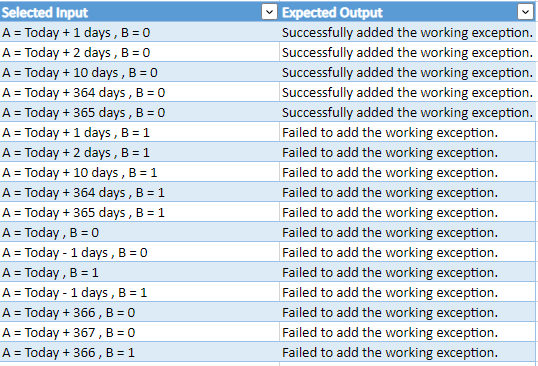 Selected Input Expected Output
A = Today + 1 days , B = 0 Successfully added the working exception.
A = Today + 2 days , B = 0 Successfully added the working exception.
A = Today + 10 days , B = 0 Successfully added the working exception.
A = Today + 364 days , B = 0 Successfully added the working exception.
A = Today + 365 days , B = 0 Successfully added the working exception.
A = Today + 1 days , B = 1 Failed to add the working exception.
A = Today + 2 days , B = 1 Failed to add the working exception.
A = Today + 10 days , B = 1 Failed to add the working exception.
A = Today + 364 days , B = 1 Failed to add the working exception.
A = Today + 365 days , B = 1 Failed to add the working exception.
A = Today , B = 0 Failed to add the working exception.
A = Today - 1 days , B = 0 Failed to add the working exception.
A = Today , B = 1 Failed to add the working exception.
A = Today - 1 days , B = 1 Failed to add the working exception.
A = Today + 366 , B = 0 Failed to add the working exception.
A = Today + 367 , B = 0 Failed to add the working exception.
A = Today + 366 , B = 1 Failed to add the working exception.